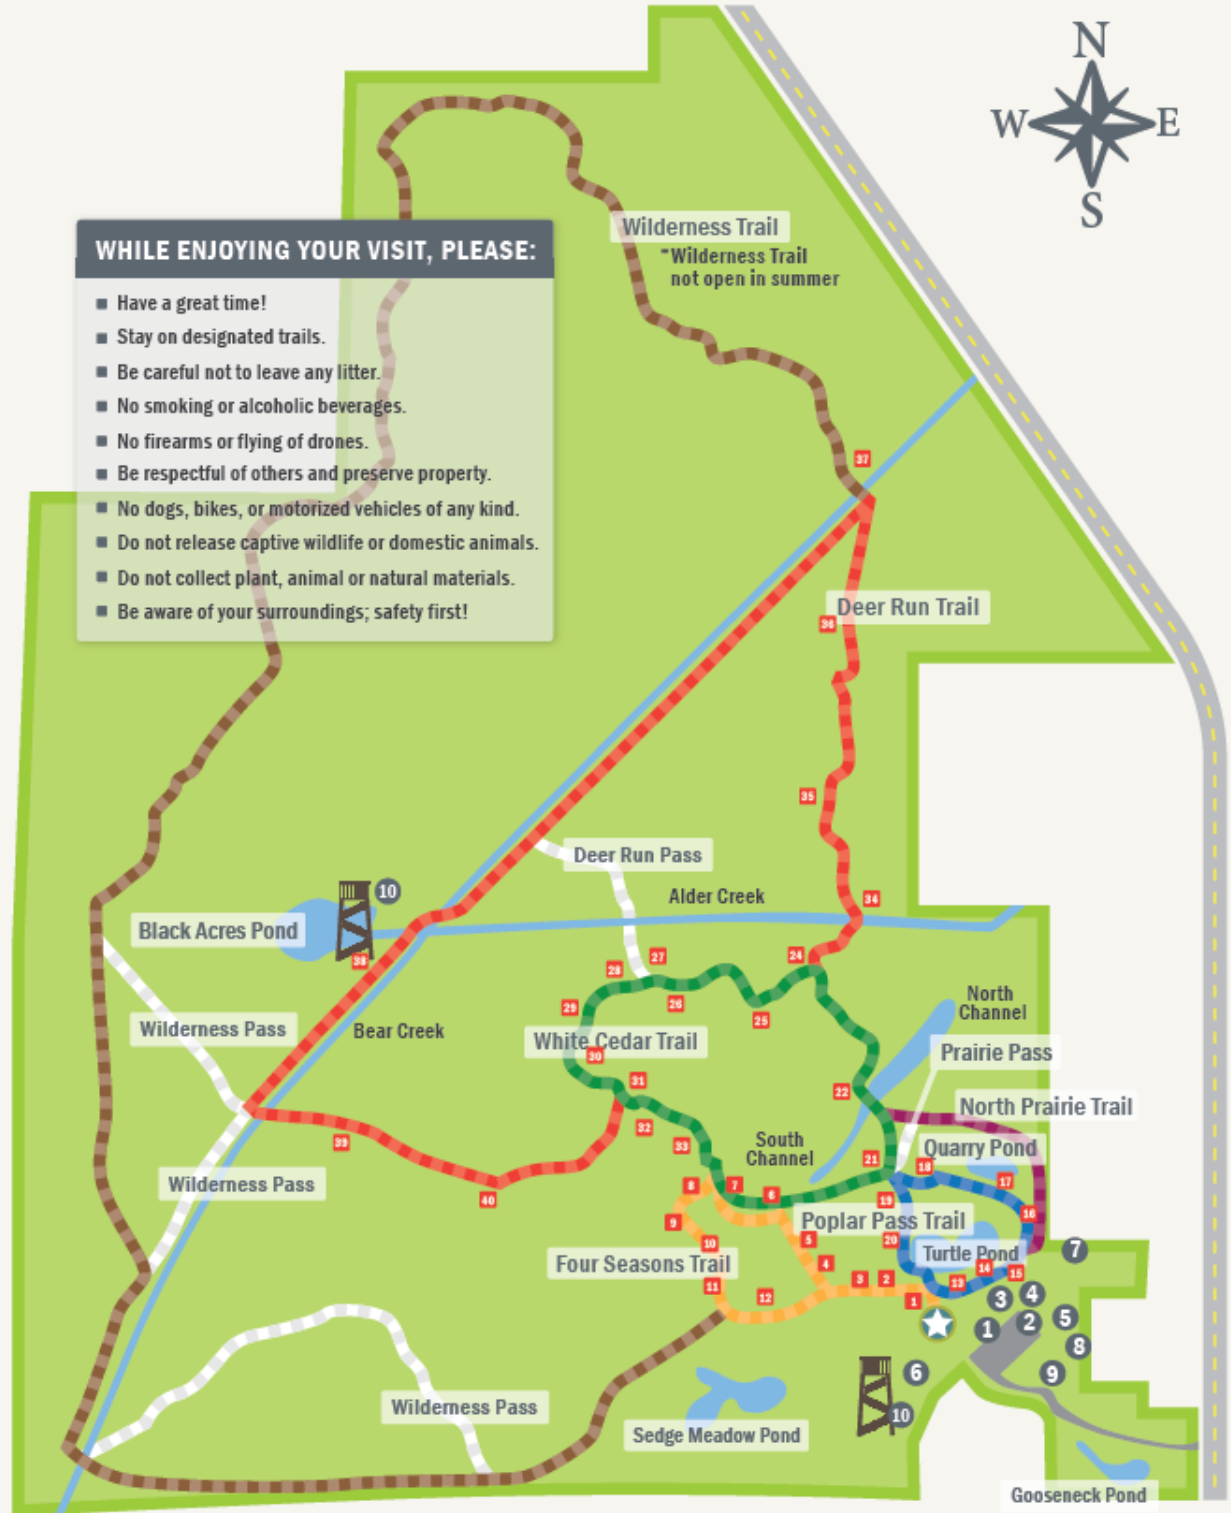 N
W E
S
WHILE ENJOYING YOUR VISIT, PLEASE:
Have a great time!
Stay on designated trails.
Be careful not to leave any litter.
No smoking or alcoholic beverages.
No firearms or flying of drones.
Be respectful of others and preserve property.
No dogs, bikes, or motorized vehicles of any kind.
Do not release captive wildlife or domestic animals.
Do not collect plant, animal or natural materials.
Be aware of your surroundings; safety first!
Wilderness Trail
*Wilderness Trail
not open in summer
37
Deer Run Trail
36
35
Deer Run Pass
10
Alder Creek
34
Black Acres Pond
38
27
24
28
26
29
25
North
Channel
Wilderness Pass
Bear Creek
White Cedar Trail
30
Prairie Pass
31
22
North Prairie Trail
32
39
33
South
Channel
Quarry Pond
21
18
Wilderness Pass
40
8
7
6
17
19
16
9
Poplar Pass Trail
10
5
20
Turtle Pond
7
Four Seasons Trail
4
14
15
11
3
2
13
12
1
3
4
1
2
5
8
6
9
Wilderness Pass
10
Sedge Meadow Pond
Gooseneck Pond